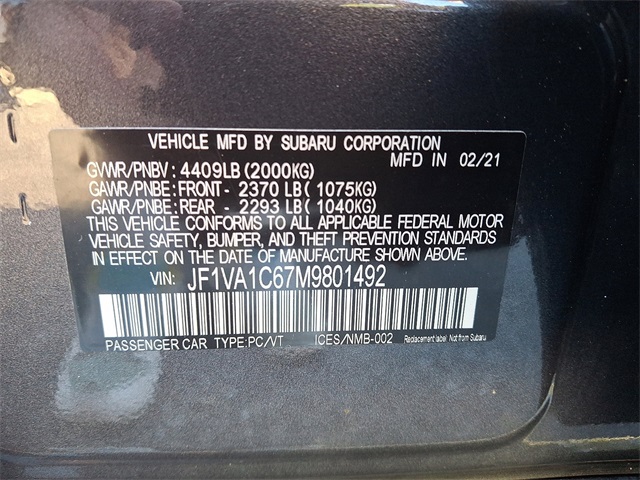 VEHICLE MFD BY SUBARU CORPORATION
MFD IN 02/21
GVWR/PNBV: 4409LB (2000KG)
GAWR/PNBE: FRONT - 2370 LB (1075KG)
GAWR/PNBE: REAR - 2293 LB (1040KG)
THIS VEHICLE CONFORMS TO ALL APPLICABLE FEDERAL MOTOR
VEHICLE SAFETY, BUMPER, AND THEFT PREVENTION STANDARDS
IN EFFECT ON THE DATE OF MANUFACTURE SHOWN ABOVE.
VIN: JF1VA1C67M9801492
PASSENGER CAR TYPE:PC/VT ICES/NMB-002 Replacement label Not from Subaru